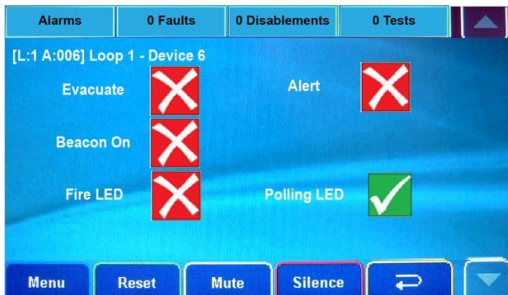 Alarms 0 Faults 0 Disablements 0 Tests
[L:1 A:006] Loop 1 - Device 6
Evacuate Alert
Beacon On
Fire LED Polling LED
Menu Reset Mute Silence